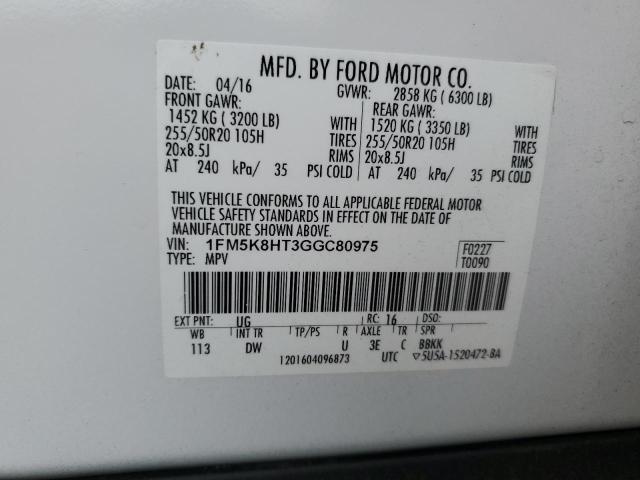 MFD. BY FORD MOTOR CO.
DATE: 04/16 GVWR: 2858 KG ( 6300 LB)
FRONT GAWR: REAR GAWR:
1452 KG ( 3200 LB) WITH 1520 KG ( 3350 LB) WITH
255/50R20 105H TIRES 255/50R20 105H TIRES
20x8.5J RIMS 20x8.5J RIMS
AT 240 kPa/ 35 PSI COLD AT 240 kPa/ 35 PSI COLD
THIS VEHICLE CONFORMS TO ALL APPLICABLE FEDERAL MOTOR
VEHICLE SAFETY STANDARDS IN EFFECT ON THE DATE OF
MANUFACTURE SHOWN ABOVE.
VIN: 1FM5K8HT3GGC80975 F0227
TYPE: MPV T0090
EXT PNT: UG RC: 16 DSO:
WB INT TR TP/PS R AXLE TR SPR
113 DW U 3E C BBKK
1201604096873 UTC ▽5U5A-1520472-BA